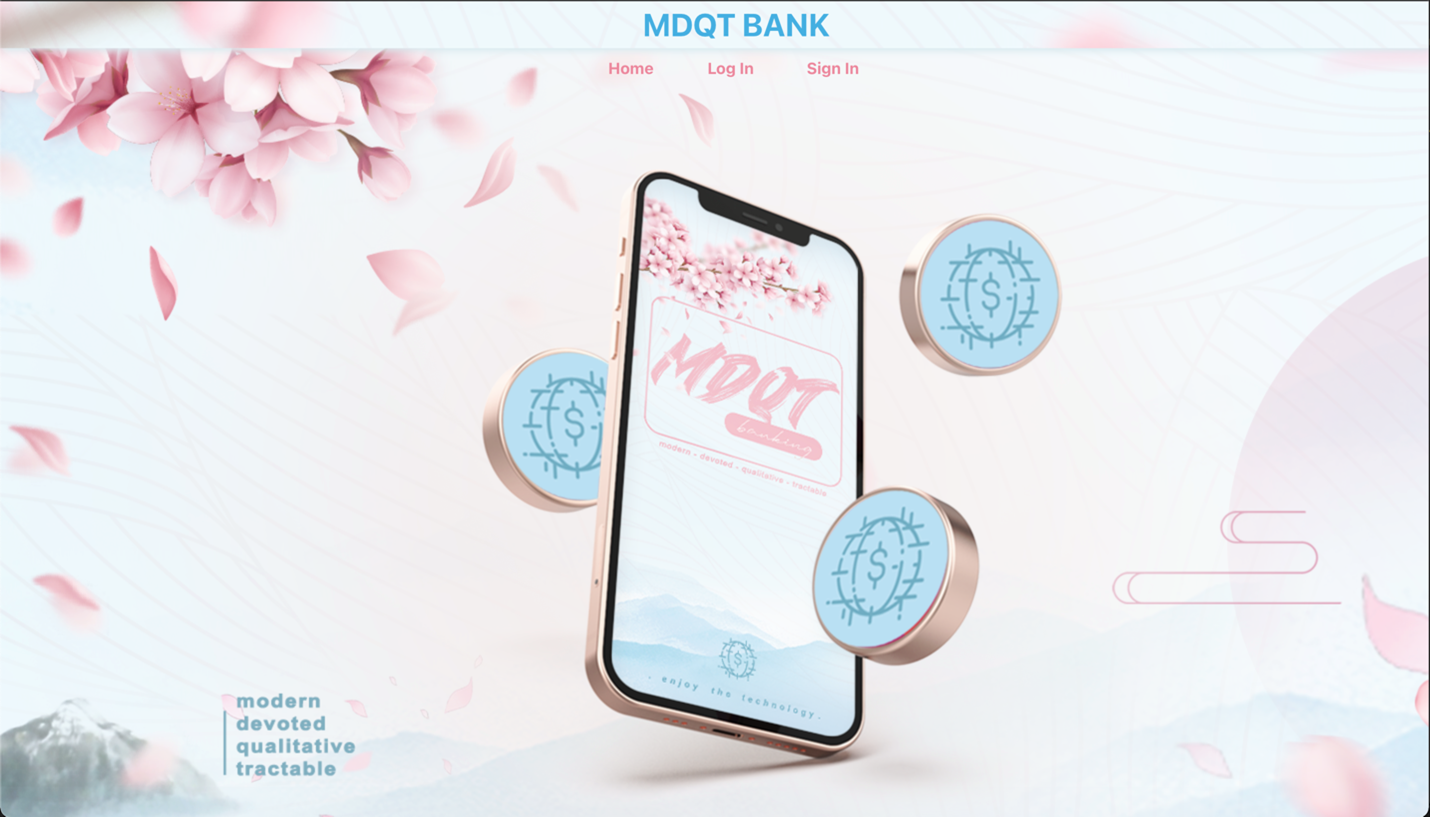 MDQT BANK
Home Log In Sign In
MDQT
banking
modern - devoted - qualitative - tractable
. enjoy the technology.
modern
devoted
qualitative
tractable